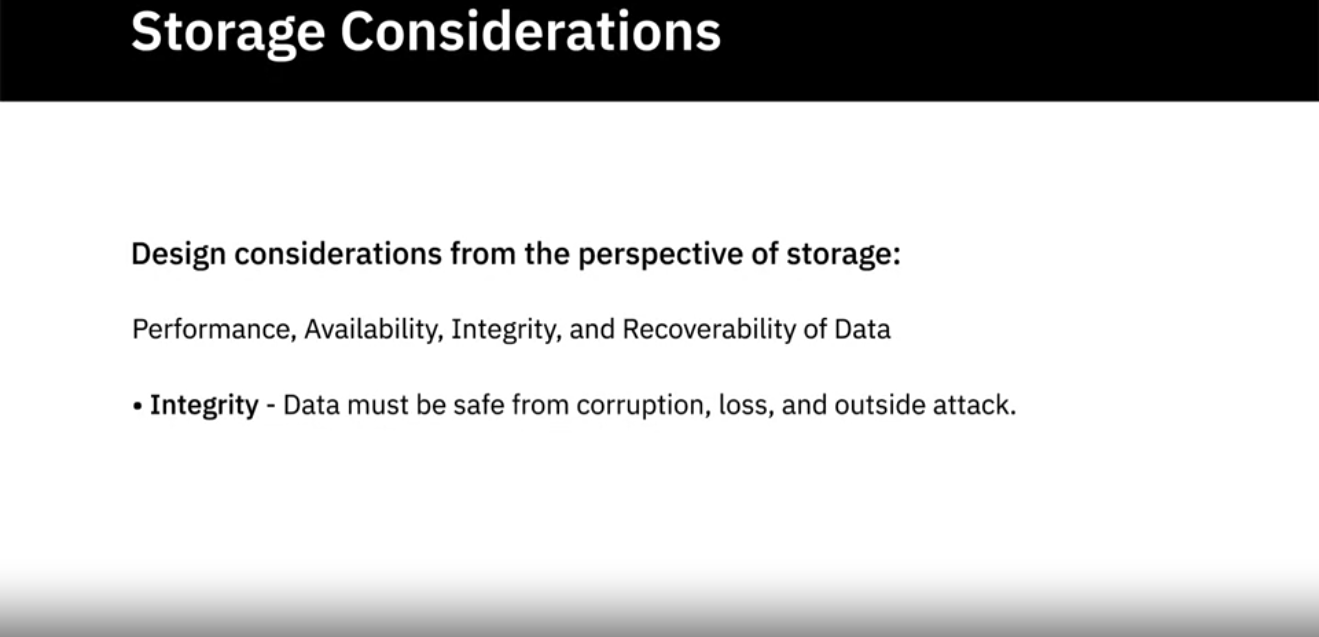 Storage Considerations
Design considerations from the perspective of storage:
Performance, Availability, Integrity, and Recoverability of Data
• Integrity - Data must be safe from corruption, loss, and outside attack.